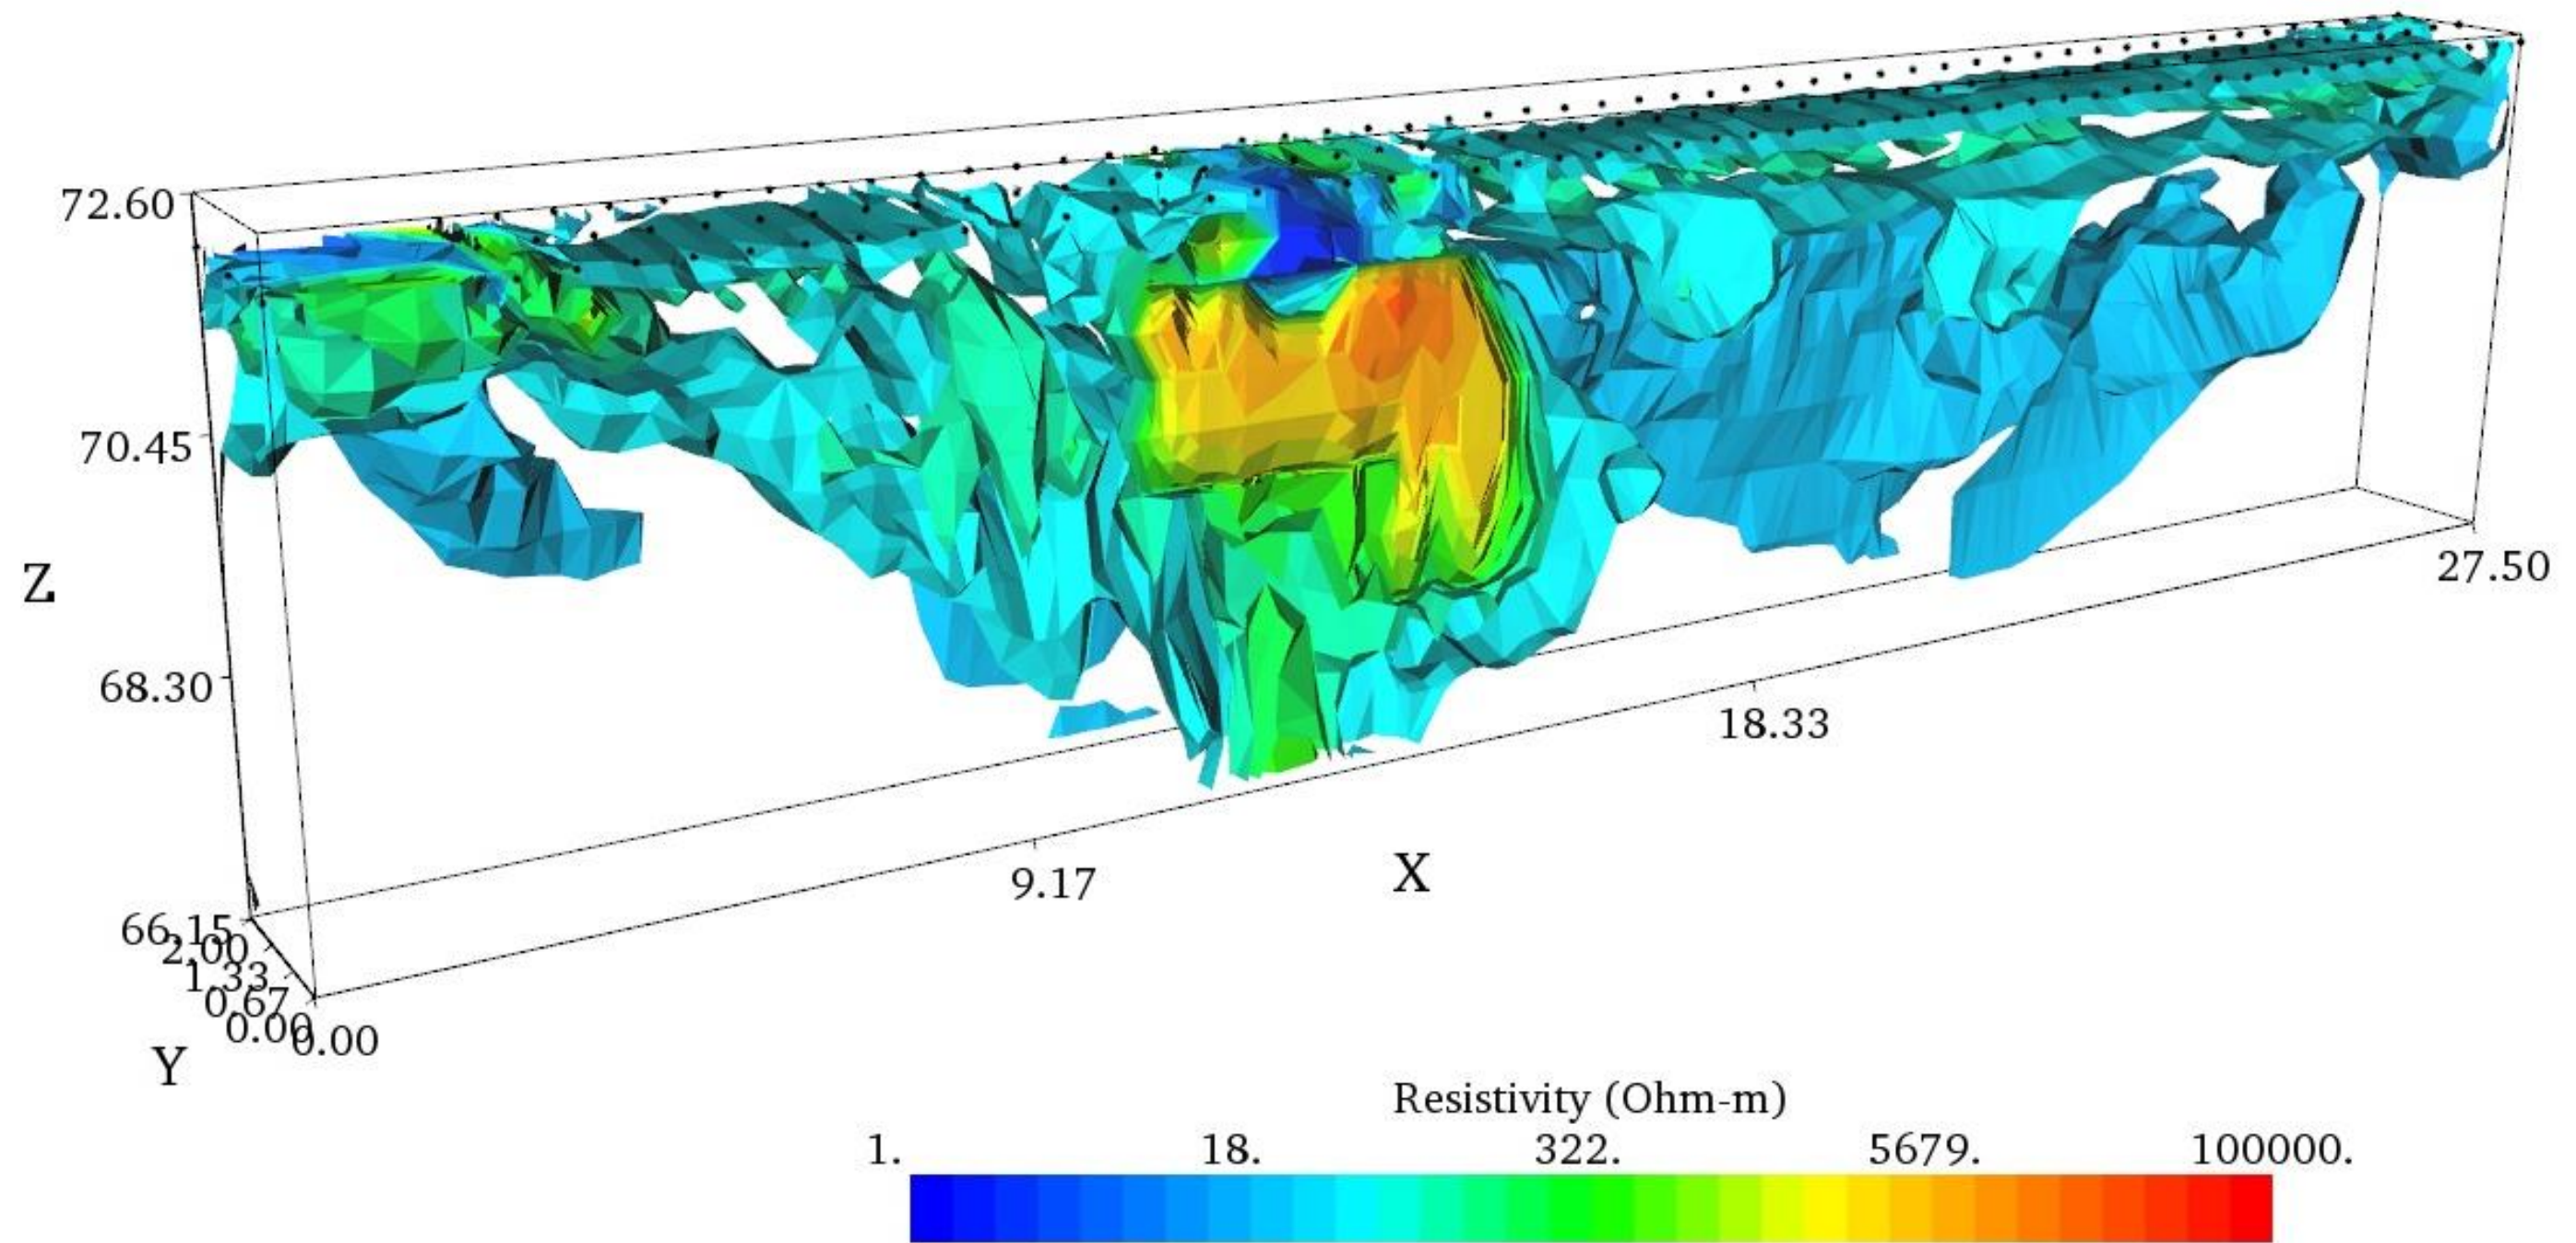 72.60
70.45
Z
68.30
27.50
18.33
X
9.17
66.15
2.00
1.33
0.67
0.00
0.00
Y
Resistivity (Ohm-m)
1. 18. 322. 5679. 100000.